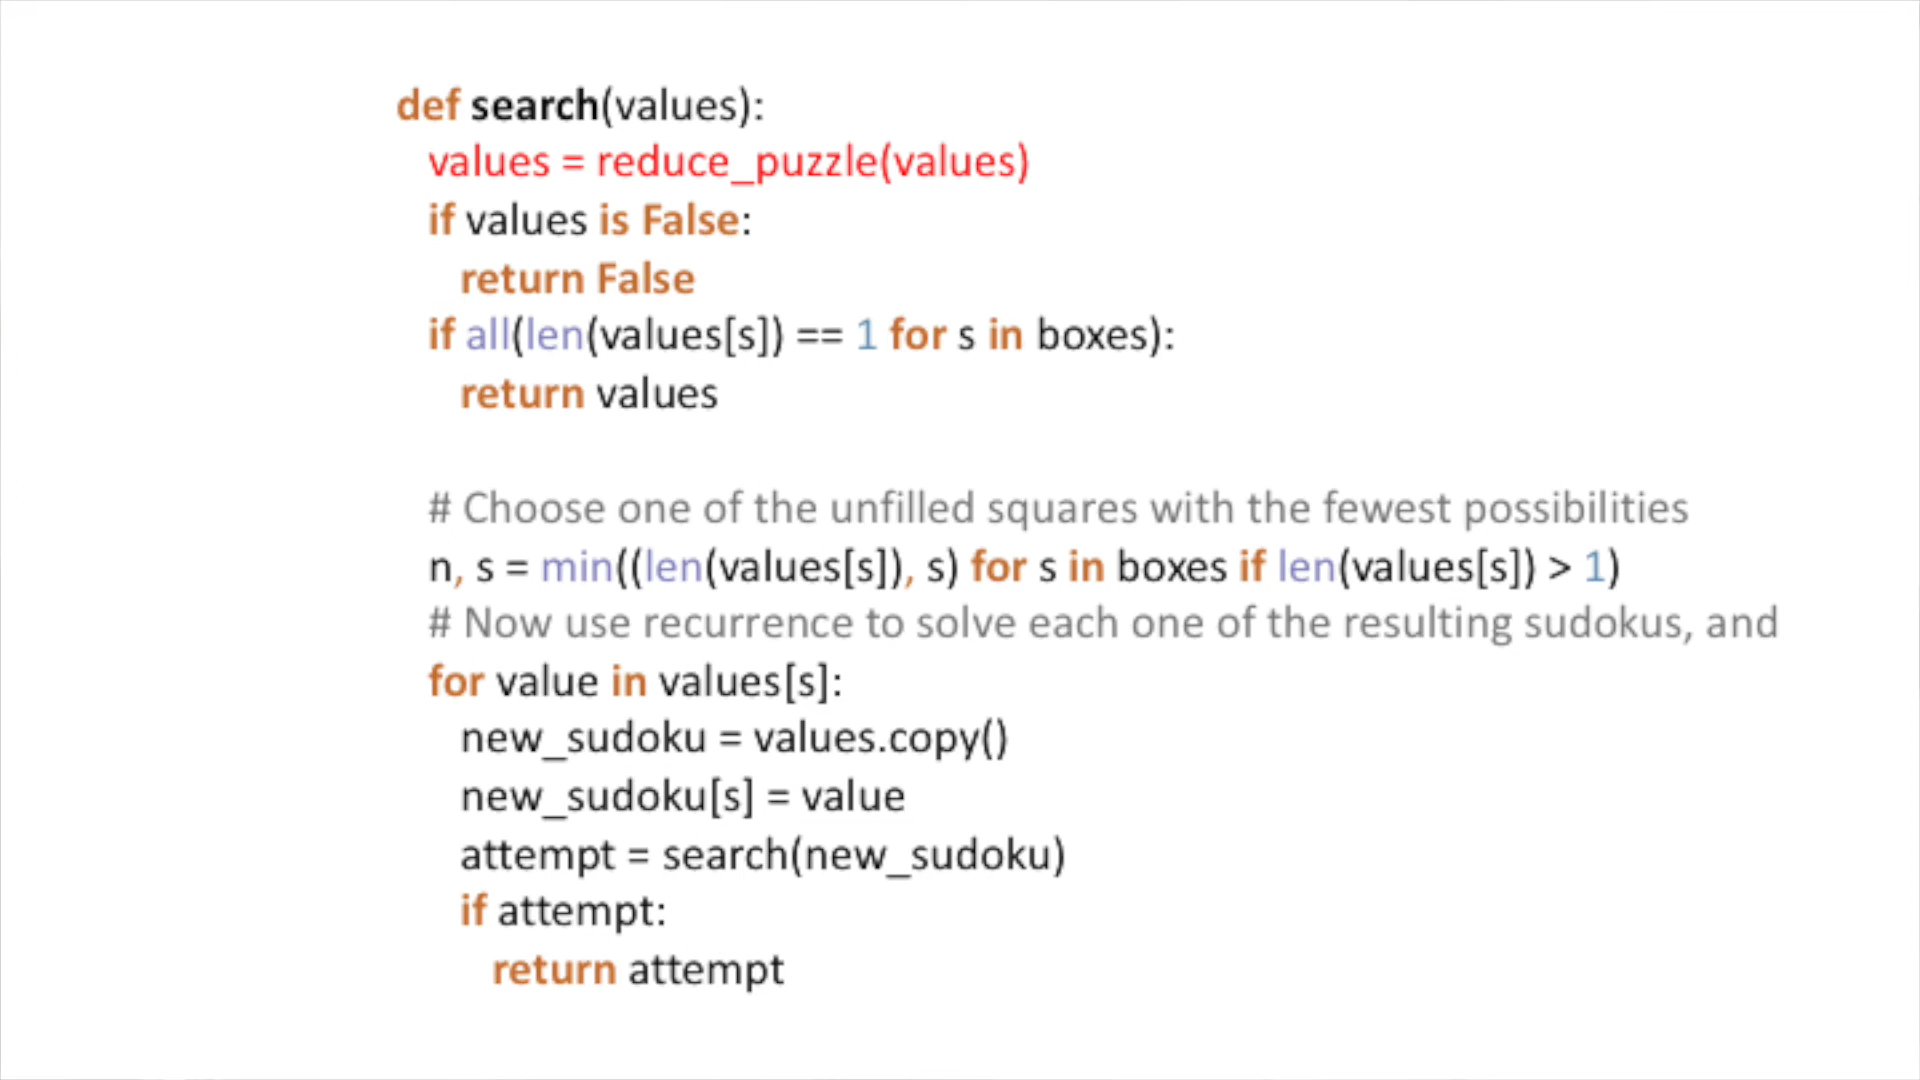 def search(values):
values = reduce_puzzle(values)
if values is False:
return False
if all(len(values[s]) == 1 for s in boxes):
return values
# Choose one of the unfilled squares with the fewest possibilities
n, s = min((len(values[s]), s) for s in boxes if len(values[s]) > 1)
# Now use recurrence to solve each one of the resulting sudokus, and
for value in values[s]:
new_sudoku = values.copy()
new_sudoku[s] = value
attempt = search(new_sudoku)
if attempt:
return attempt